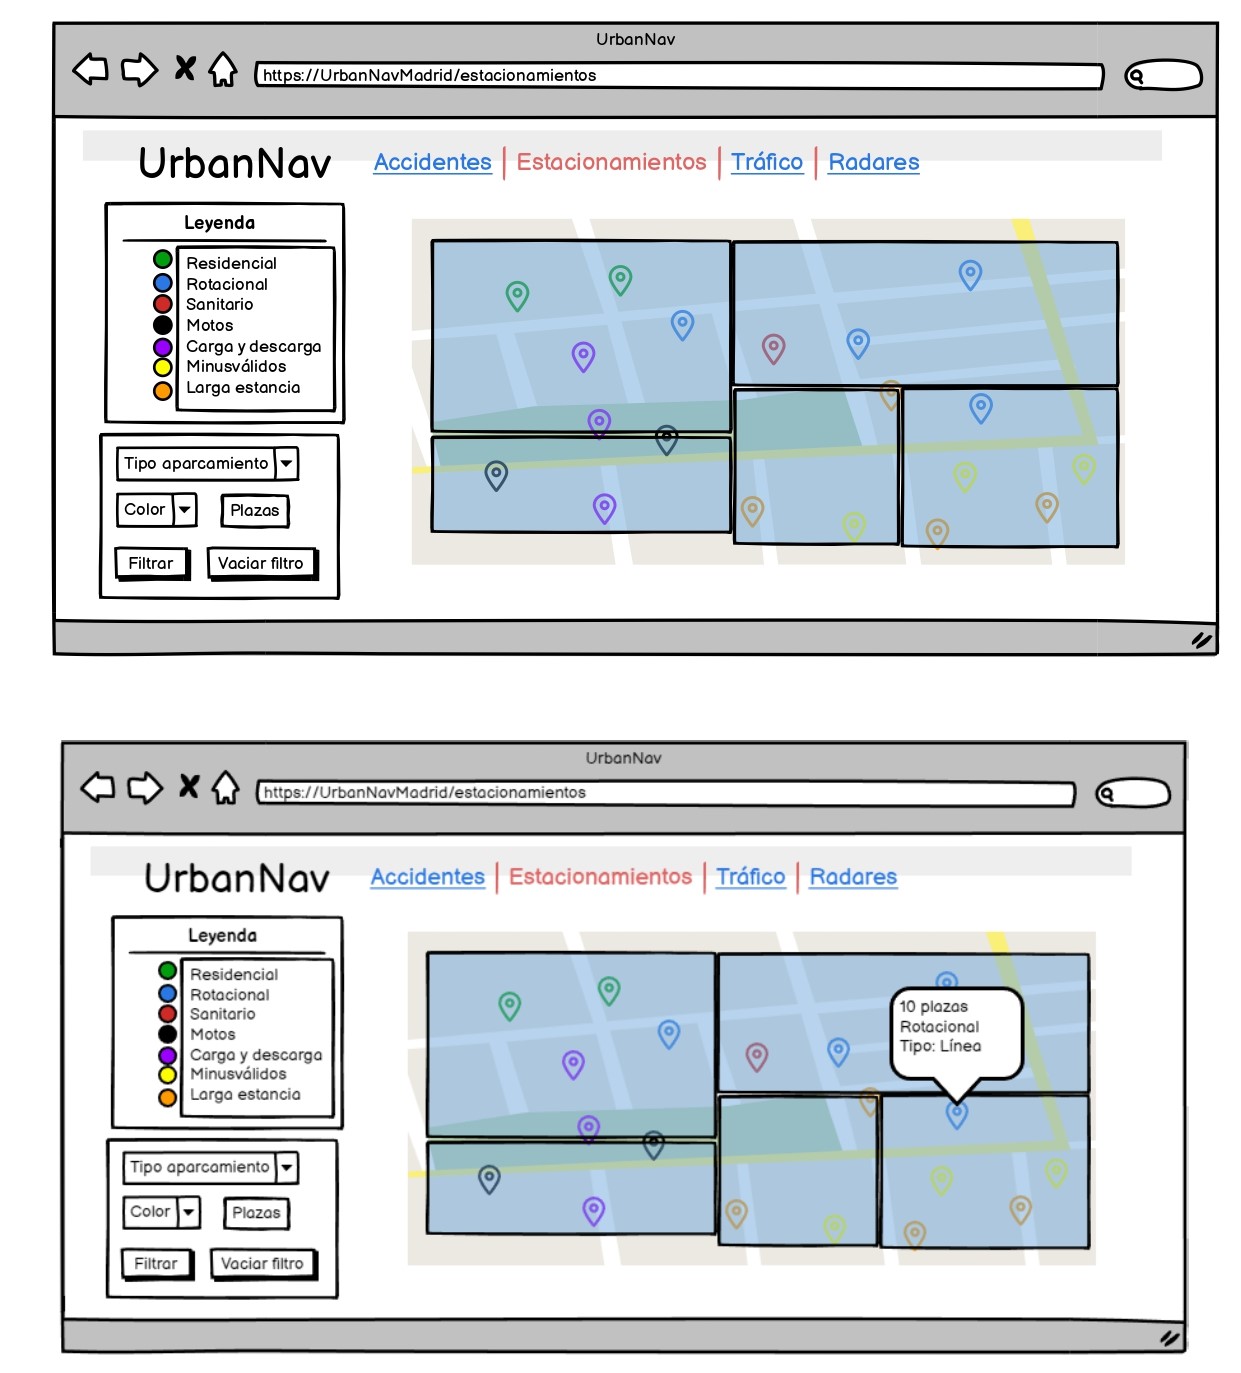 UrbanNav
https://UrbanNavMadrid/estacionamientos
UrbanNav
Accidentes | Estacionamientos | Tráfico | Radares
Leyenda
Residencial
Rotacional
Sanitario
Motos
Carga y descarga
Minusválidos
Larga estancia
Tipo aparcamiento
Color
Plazas
Filtrar
Vaciar filtro
UrbanNav
https://UrbanNavMadrid/estacionamientos
UrbanNav
Accidentes | Estacionamientos | Tráfico | Radares
Leyenda
Residencial
Rotacional
Sanitario
Motos
Carga y descarga
Minusválidos
Larga estancia
10 plazas
Rotacional
Tipo: Línea
Tipo aparcamiento
Color
Plazas
Filtrar
Vaciar filtro